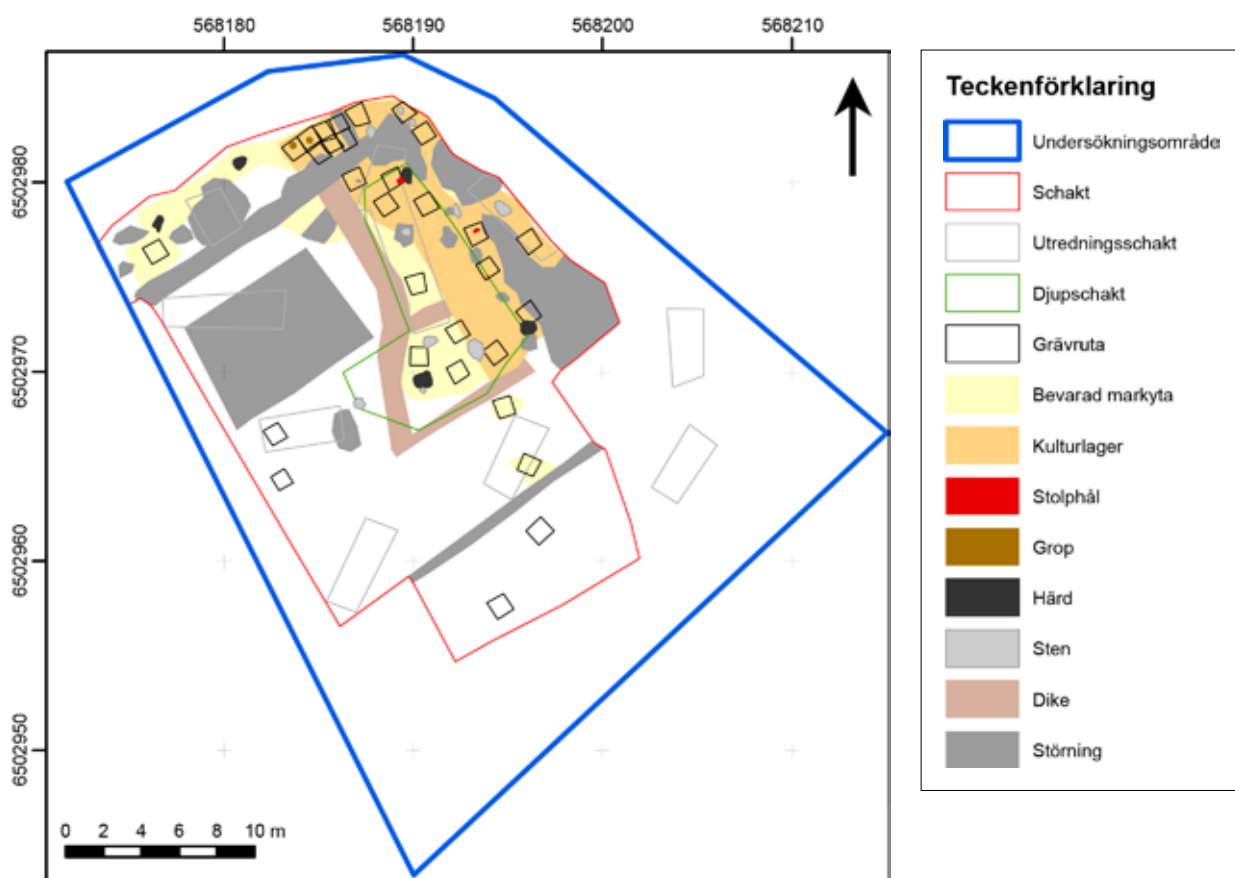 568180 568190 568200 568210
6502980
6502970
6502960
6502950
0 2 4 6 8 10 m
Teckenförklaring
Undersökningsområde
Schakt
Utredningsschakt
Djupschakt
Grävruta
Bevarad markyta
Kulturlager
Stolphål
Grop
Härd
Sten
Dike
Störning